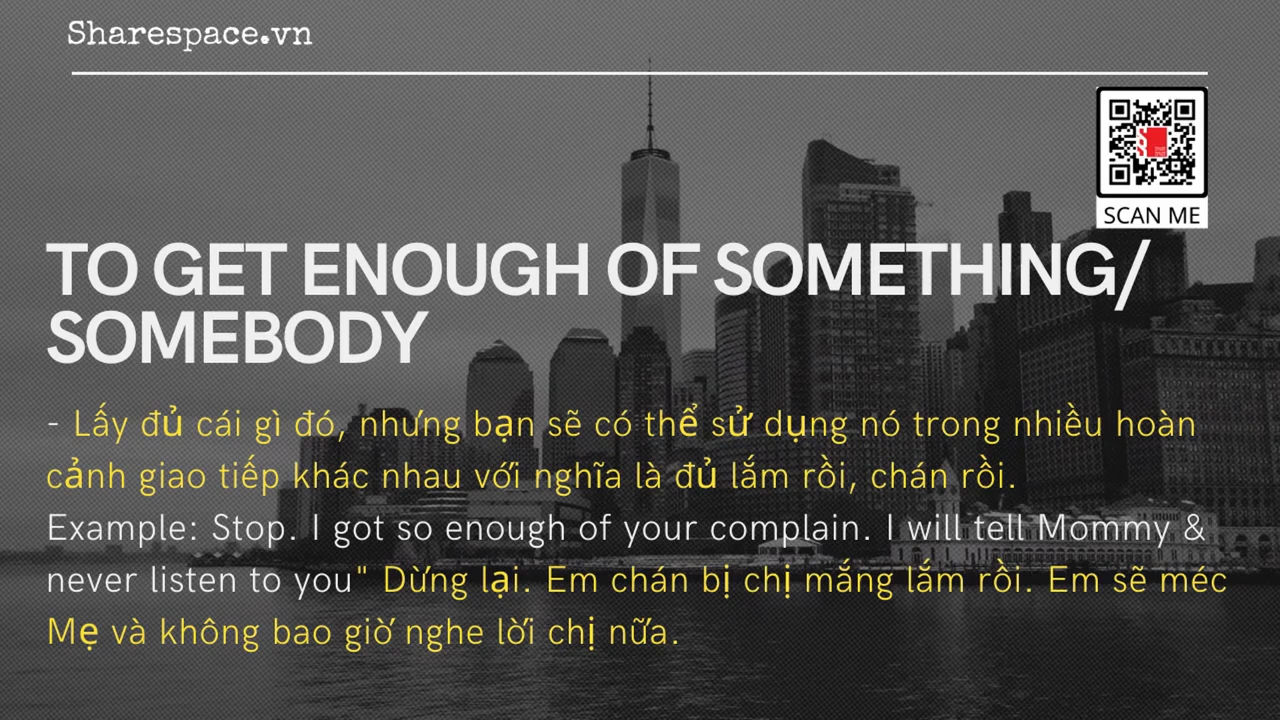 Sharespace.vn
SCAN ME
TO GET ENOUGH OF SOMETHING/
SOMEBODY
- Lấy đủ cái gì đó, nhưng bạn sẽ có thể sử dụng nó trong nhiều hoàn
cảnh giao tiếp khác nhau với nghĩa là đủ lắm rồi, chán rồi.
Example: Stop. I got so enough of your complain. I will tell Mommy &
never listen to you" Dừng lại. Em chán bị chị mắng lắm rồi. Em sẽ méc
Mẹ và không bao giờ nghe lời chị nữa.